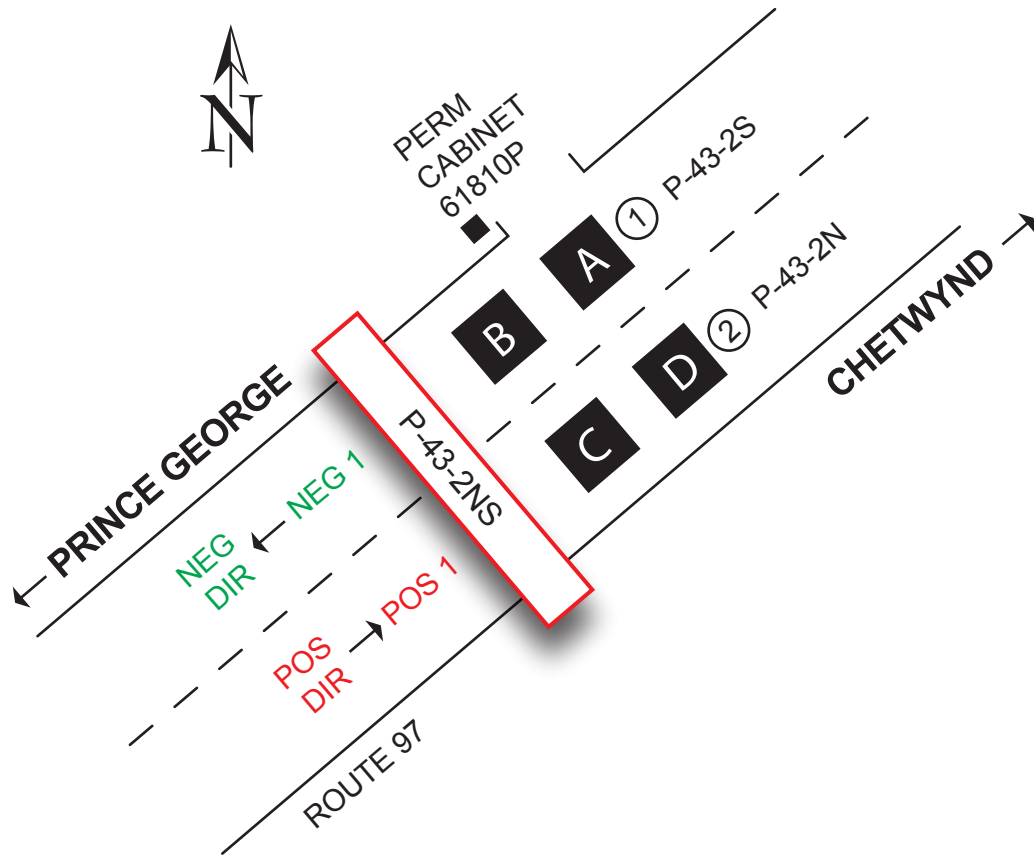 N
PERM
CABINET
61810P
A
1
P-43-2S
B
D
2
P-43-2N
C
CHETWYND
PRINCE GEORGE
P-43-2NS
NEG 1
NEG
DIR
POS 1
POS
DIR
ROUTE 97